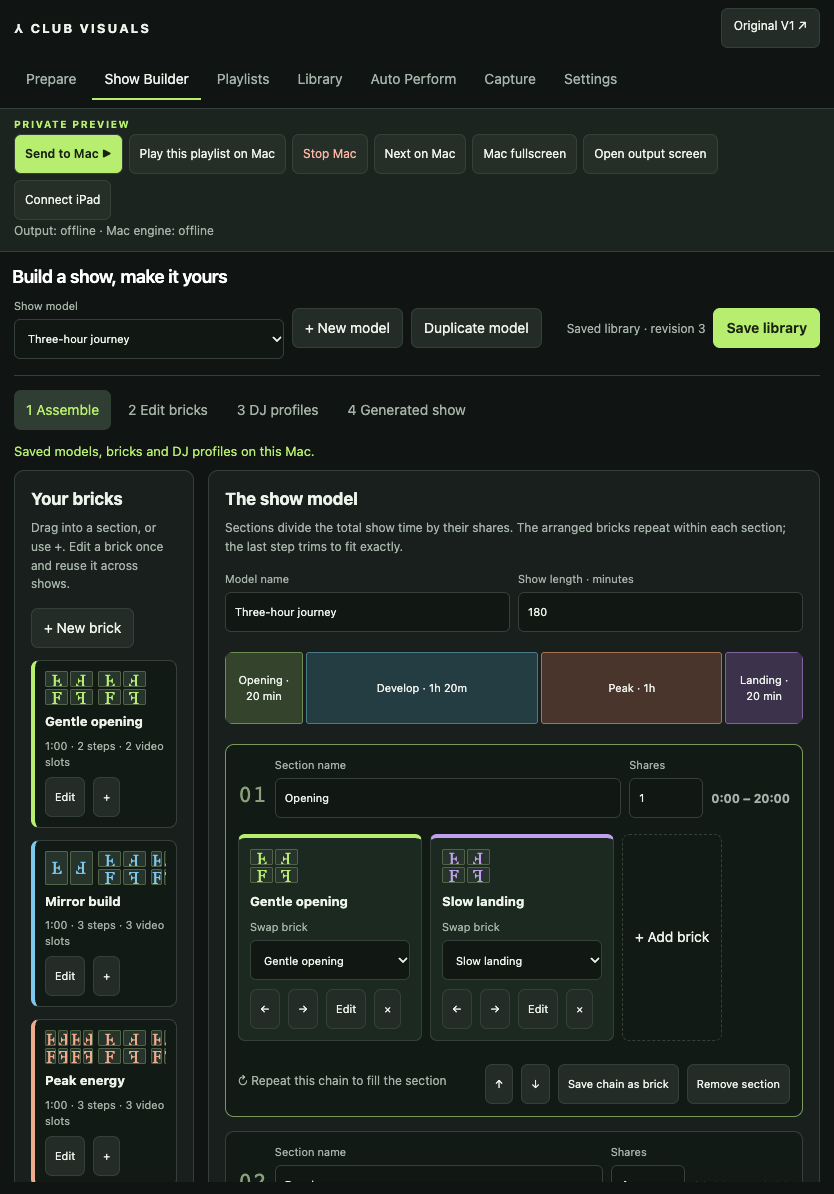 ⅄ CLUB VISUALS
Original V1 ↗
Prepare
Show Builder
Playlists
Library
Auto Perform
Capture
Settings
PRIVATE PREVIEW
Send to Mac ▶
Play this playlist on Mac
Stop Mac
Next on Mac
Mac fullscreen
Open output screen
Connect iPad
Output: offline · Mac engine: offline
Build a show, make it yours
Show model
Three-hour journey
+ New model
Duplicate model
Saved library · revision 3
Save library
1 Assemble
2 Edit bricks
3 DJ profiles
4 Generated show
Saved models, bricks and DJ profiles on this Mac.
Your bricks
Drag into a section, or
use +. Edit a brick once
and reuse it across
shows.
+ New brick
Gentle opening
1:00 · 2 steps · 2 video
slots
Edit
+
Mirror build
1:00 · 3 steps · 3 video
slots
Edit
+
Peak energy
1:00 · 3 steps · 3 video
slots
Edit
+
The show model
Sections divide the total show time by their shares. The arranged bricks repeat within each section;
the last step trims to fit exactly.
Model name
Show length · minutes
Three-hour journey
180
Opening ·
20 min
Develop · 1h 20m
Peak · 1h
Landing ·
20 min
Section name
Shares
01
Opening
1
0:00 – 20:00
Gentle opening
Swap brick
Gentle opening
←
→
Edit
×
Slow landing
Swap brick
Slow landing
←
→
Edit
×
+ Add brick
↻ Repeat this chain to fill the section
↑
↓
Save chain as brick
Remove section
Section name
Shares
02